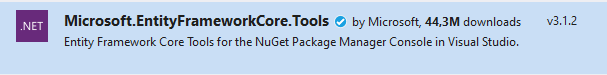 .NET
Microsoft.EntityFrameworkCore.Tools by Microsoft, 44,3M downloads v3.1.2
Entity Framework Core Tools for the NuGet Package Manager Console in Visual Studio.